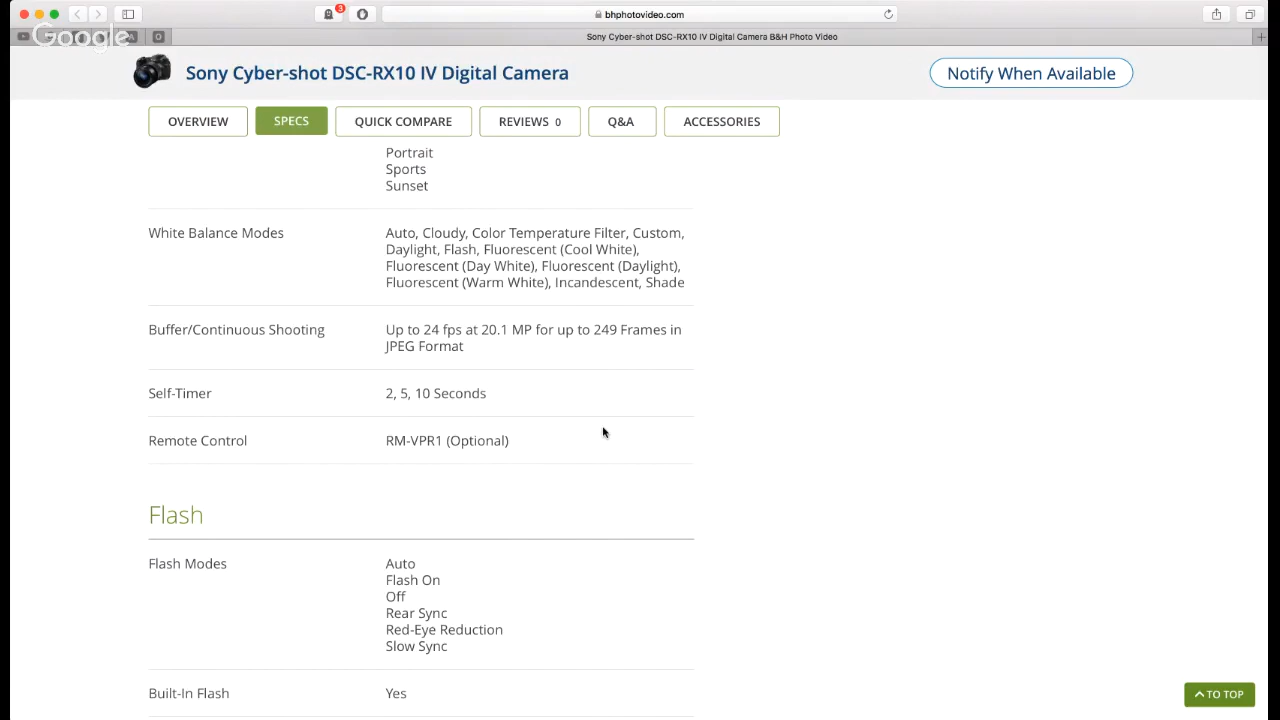 3
bhphotovideo.com
Google
Sony Cyber-shot DSC-RX10 IV Digital Camera B&H Photo Video
Sony Cyber-shot DSC-RX10 IV Digital Camera
Notify When Available
OVERVIEW
SPECS
QUICK COMPARE
REVIEWS 0
Q&A
ACCESSORIES
Portrait
Sports
Sunset
White Balance Modes
Auto, Cloudy, Color Temperature Filter, Custom,
Daylight, Flash, Fluorescent (Cool White),
Fluorescent (Day White), Fluorescent (Daylight),
Fluorescent (Warm White), Incandescent, Shade
Buffer/Continuous Shooting
Up to 24 fps at 20.1 MP for up to 249 Frames in
JPEG Format
Self-Timer
2, 5, 10 Seconds
Remote Control
RM-VPR1 (Optional)
Flash
Flash Modes
Auto
Flash On
Off
Rear Sync
Red-Eye Reduction
Slow Sync
Built-In Flash
Yes
TO TOP